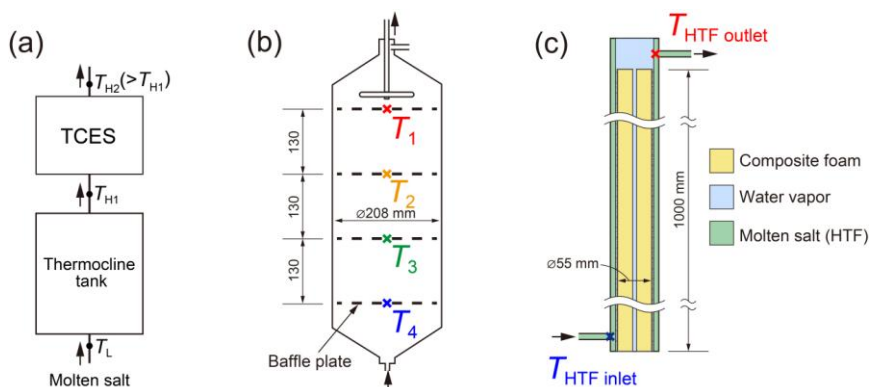 (a)
T_H2(>T_H1)
TCES
T_H1
Thermocline
tank
T_L
Molten salt
(b)
T_1
130
T_2
130
⌀208 mm
T_3
130
T_4
Baffle plate
(c)
T_HTF outlet
1000 mm
⌀55 mm
T_HTF inlet
Composite foam
Water vapor
Molten salt (HTF)